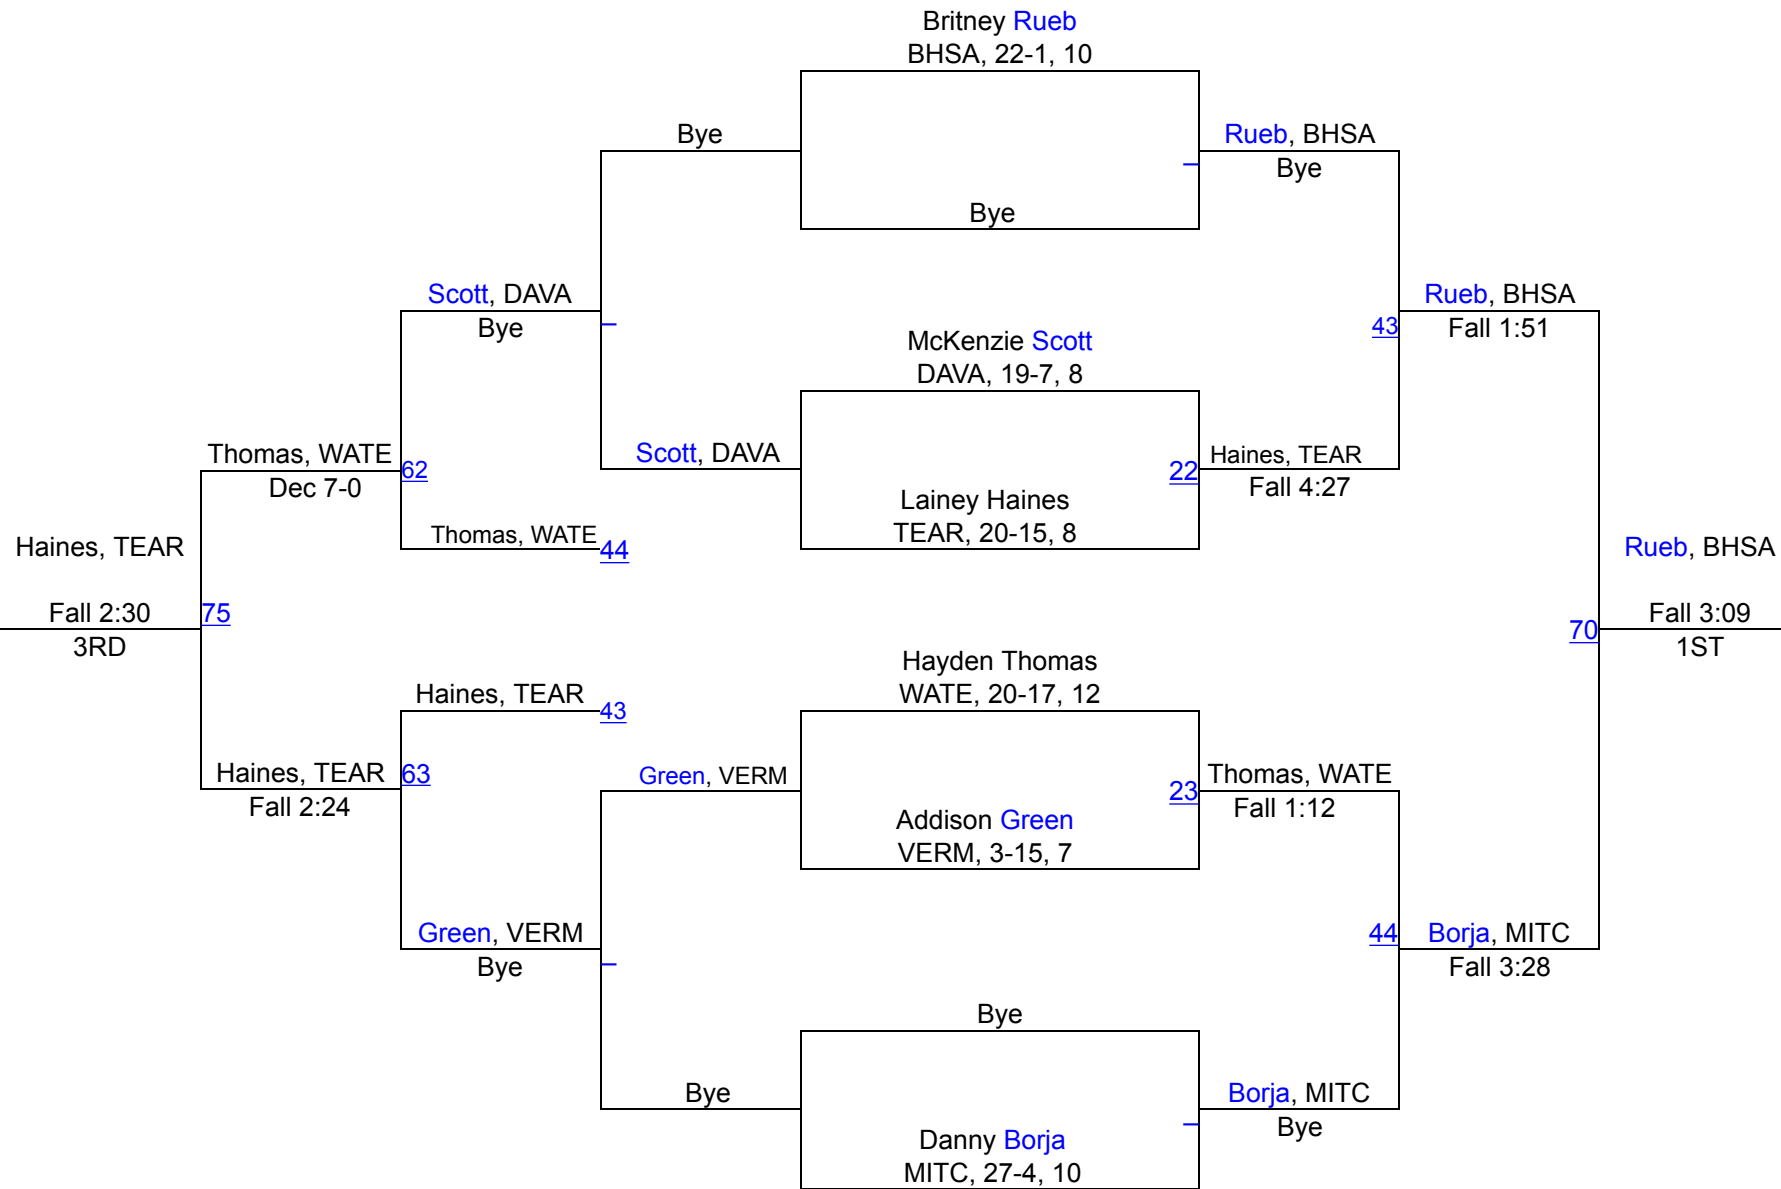 Britney Rueb
BHSA, 22-1, 10
Bye
Rueb, BHSA
Bye
Bye
Scott, DAVA
Bye
McKenzie Scott
DAVA, 19-7, 8
43
Rueb, BHSA
Fall 1:51
Thomas, WATE
Dec 7-0
62
Scott, DAVA
22
Haines, TEAR
Fall 4:27
Lainey Haines
TEAR, 20-15, 8
Thomas, WATE
44
Haines, TEAR
Fall 2:30
3RD
75
Rueb, BHSA
70
Fall 3:09
1ST
Hayden Thomas
WATE, 20-17, 12
Haines, TEAR
43
Haines, TEAR
Fall 2:24
63
Green, VERM
23
Thomas, WATE
Fall 1:12
Addison Green
VERM, 3-15, 7
Green, VERM
Bye
44
Borja, MITC
Fall 3:28
Bye
Bye
Borja, MITC
Bye
Danny Borja
MITC, 27-4, 10